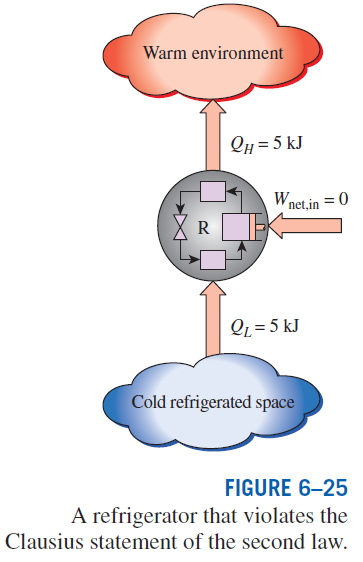 Warm environment
Q_H = 5 kJ
W_net,in = 0
R
Q_L = 5 kJ
Cold refrigerated space
FIGURE 6–25
A refrigerator that violates the
Clausius statement of the second law.